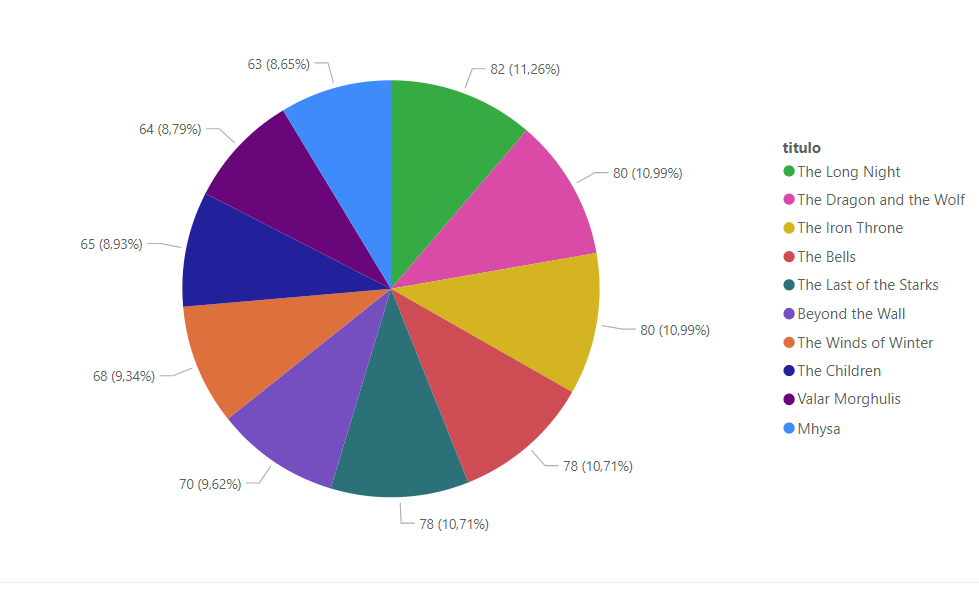 63 (8,65%)
82 (11,26%)
64 (8,79%)
80 (10,99%)
65 (8,93%)
80 (10,99%)
68 (9,34%)
78 (10,71%)
70 (9,62%)
78 (10,71%)
titulo
The Long Night
The Dragon and the Wolf
The Iron Throne
The Bells
The Last of the Starks
Beyond the Wall
The Winds of Winter
The Children
Valar Morghulis
Mhysa